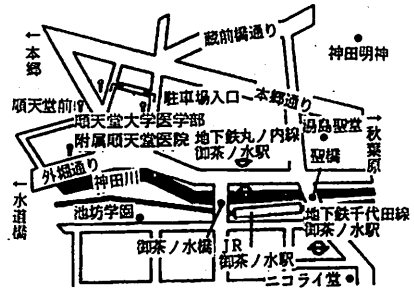 ↑本郷
蔵前橋通り
神田明神
順天堂前
駐車場入口
本郷通り
湯島聖堂
→秋葉原
順天堂大学医学部
附属順天堂医院
地下鉄丸ノ内線
御茶ノ水駅
聖橋
外堀通り
神田川
←水道橋
池坊学園
地下鉄千代田線
御茶ノ水駅
御茶ノ水橋
JR
御茶ノ水駅
ニコライ堂